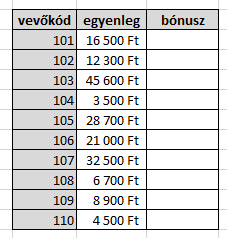 vevőkód egyenleg bónusz
101 16 500 Ft
102 12 300 Ft
103 45 600 Ft
104 3 500 Ft
105 28 700 Ft
106 21 000 Ft
107 32 500 Ft
108 6 700 Ft
109 8 900 Ft
110 4 500 Ft